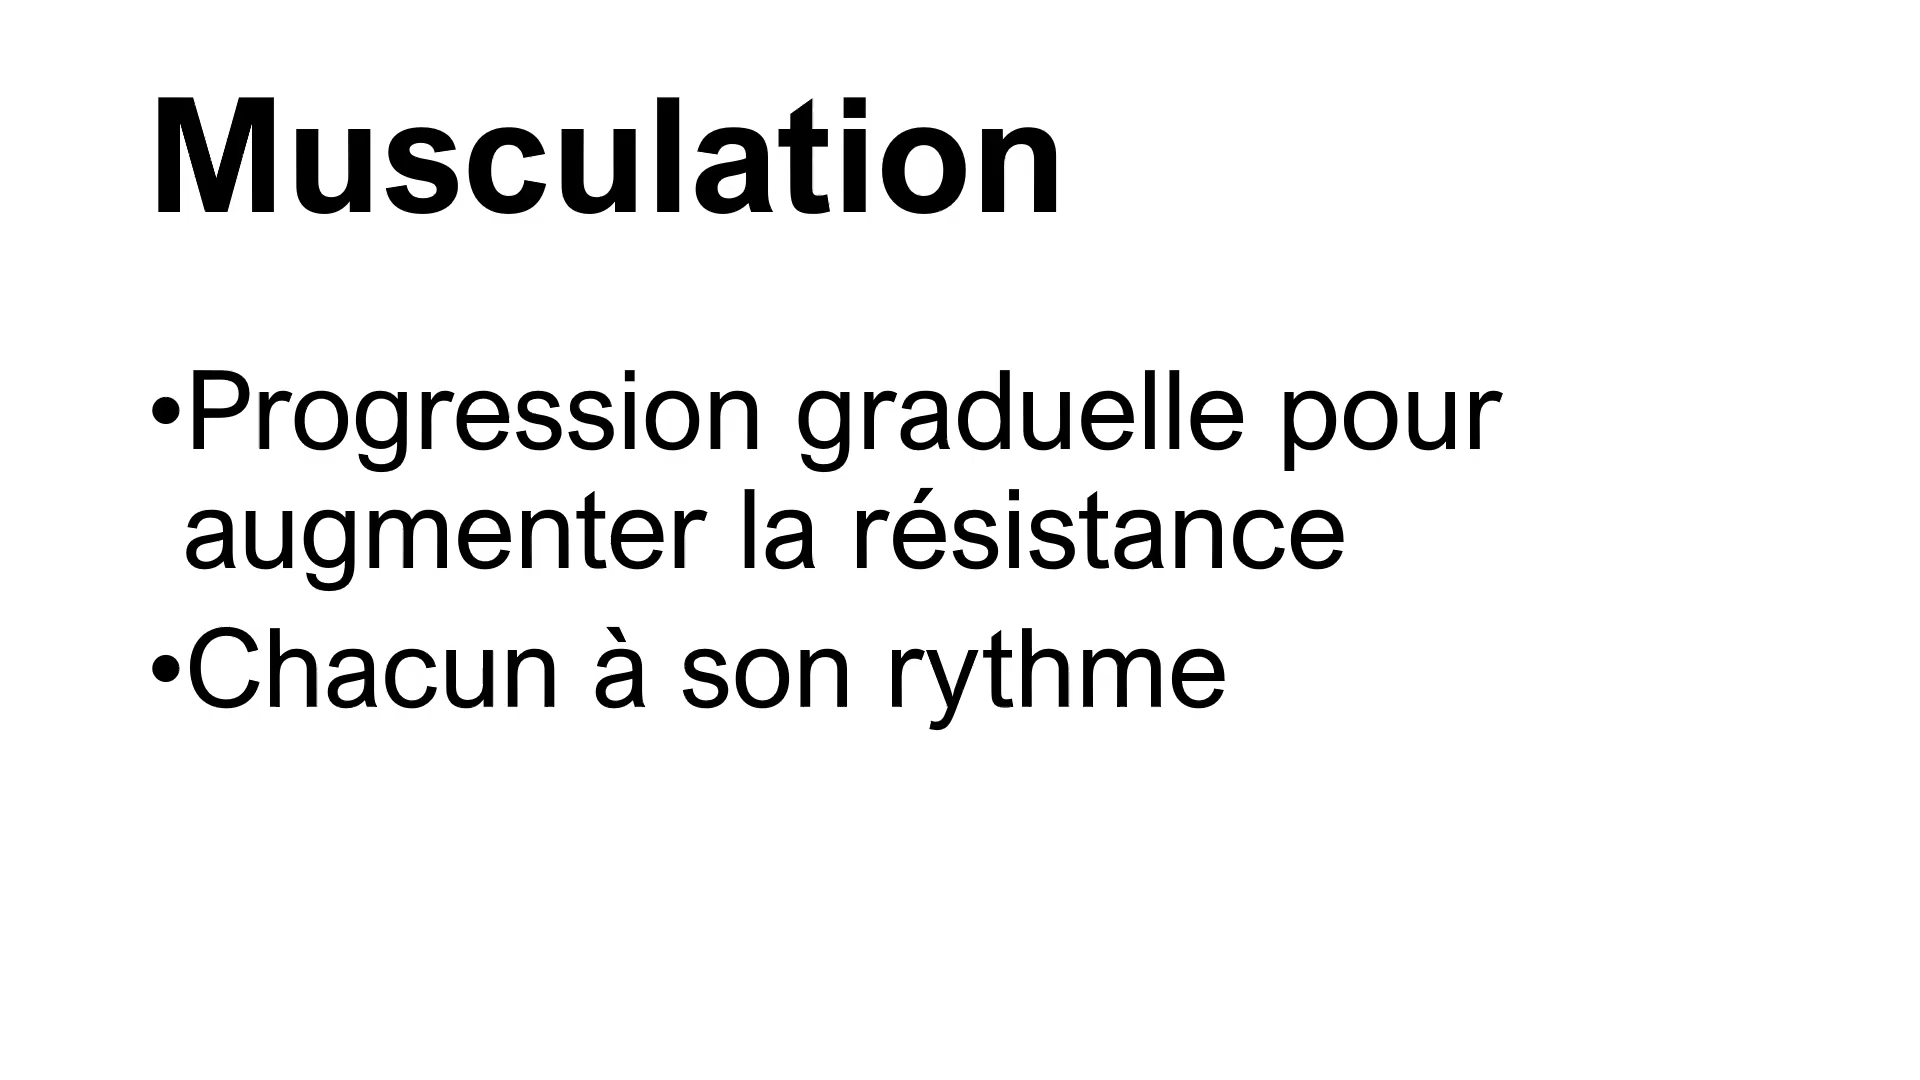 Musculation
•Progression graduelle pour
augmenter la résistance
•Chacun à son rythme